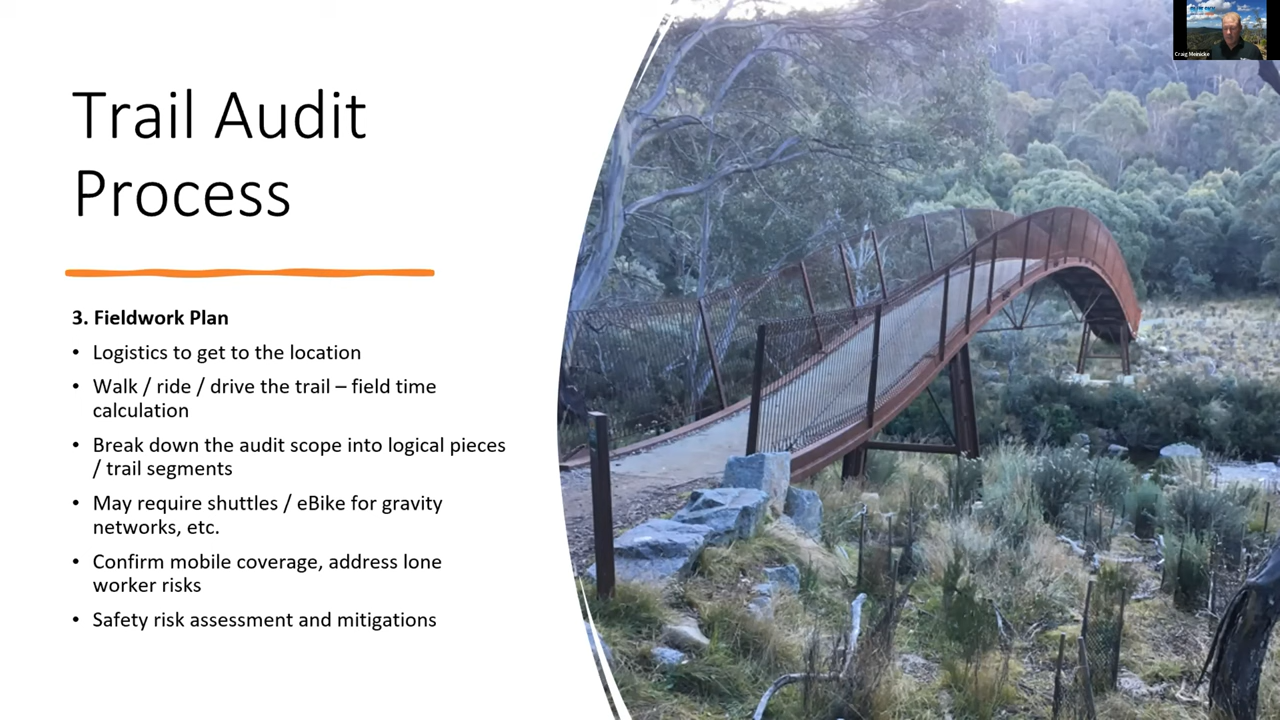 Trail Audit
Process
3. Fieldwork Plan
• Logistics to get to the location
• Walk / ride / drive the trail – field time
calculation
• Break down the audit scope into logical pieces
/ trail segments
• May require shuttles / eBike for gravity
networks, etc.
• Confirm mobile coverage, address lone
worker risks
• Safety risk assessment and mitigations
Craig Meinicke